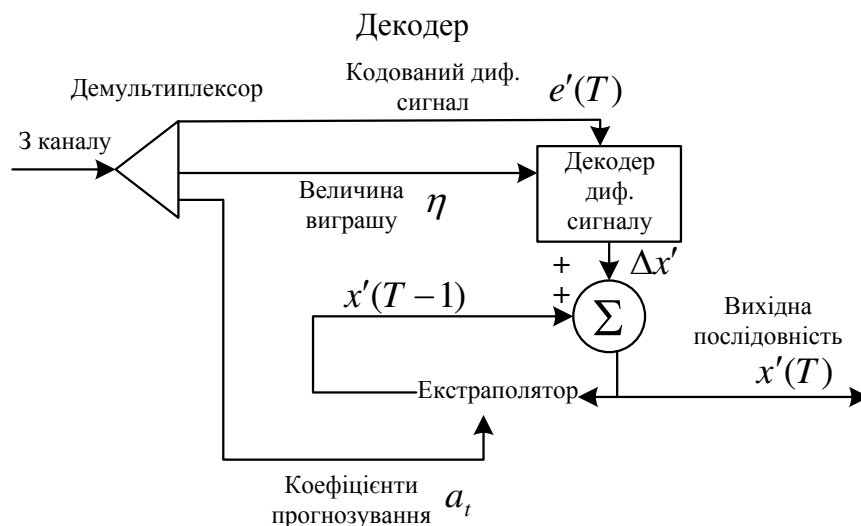 Декодер
Кодований диф.
сигнал
e'(T)
Демультиплексор
З каналу
Декодер
диф.
сигналу
Величина
виграшу
η
+
+
Δx'
x'(T − 1)
Σ
Вихідна
послідовність
x'(T)
Екстраполятор
Коефіцієнти
прогнозування
a_t